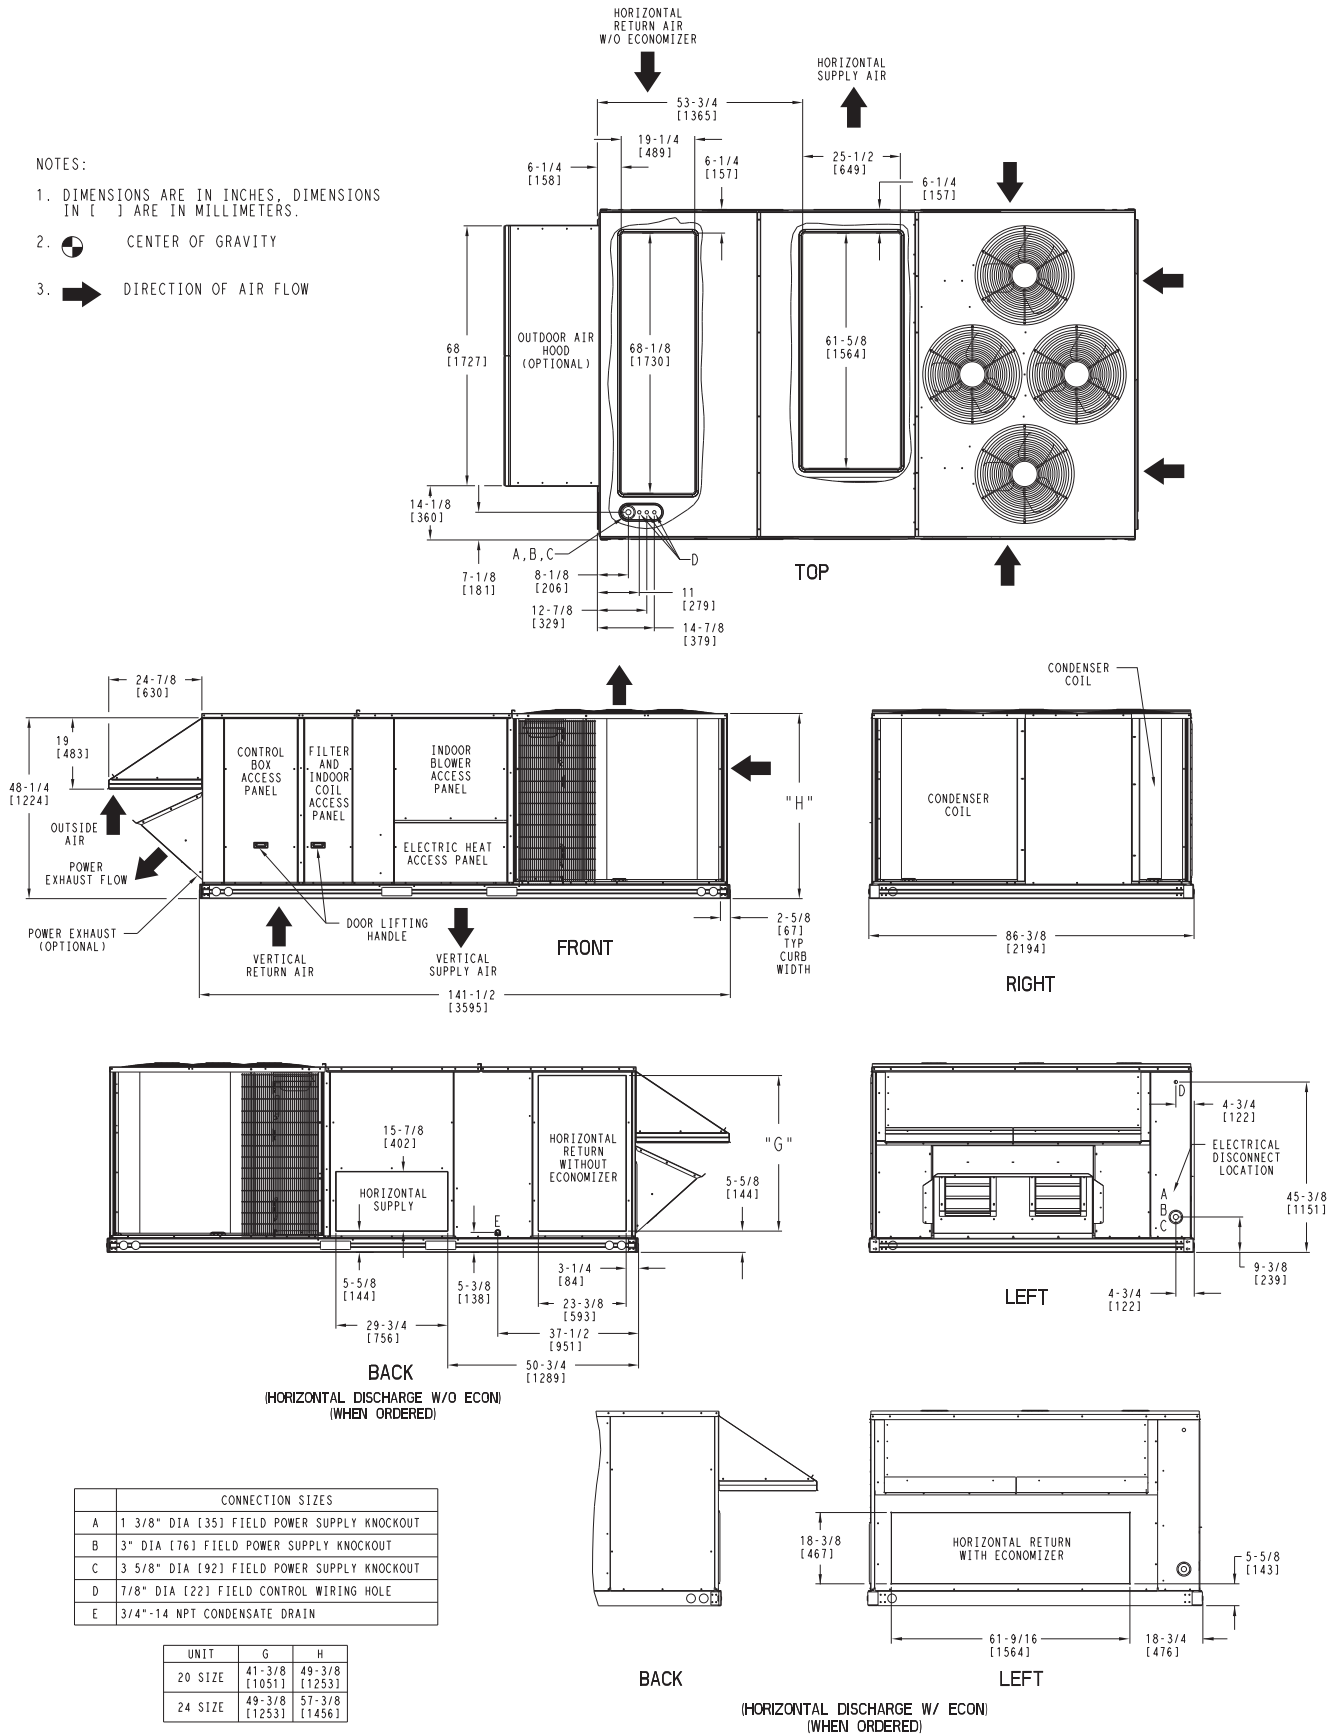 HORIZONTAL
RETURN AIR
W/O ECONOMIZER
HORIZONTAL
SUPPLY AIR
53-3/4
[1365]
19-1/4
[489]
6-1/4
[158]
6-1/4
[157]
25-1/2
[649]
6-1/4
[157]
NOTES:
1. DIMENSIONS ARE IN INCHES, DIMENSIONS
IN [ ] ARE IN MILLIMETERS.
2. CENTER OF GRAVITY
3. DIRECTION OF AIR FLOW
68
[1727]
OUTDOOR AIR
HOOD
(OPTIONAL)
68-1/8
[1730]
61-5/8
[1564]
14-1/8
[360]
A,B,C
D
7-1/8
[181]
8-1/8
[206]
11
[279]
12-7/8
[329]
14-7/8
[379]
TOP
24-7/8
[630]
19
[483]
48-1/4
[1224]
OUTSIDE
AIR
POWER
EXHAUST FLOW
POWER EXHAUST
(OPTIONAL)
CONTROL
BOX
ACCESS
PANEL
FILTER
AND
INDOOR
COIL
ACCESS
PANEL
INDOOR
BLOWER
ACCESS
PANEL
ELECTRIC HEAT
ACCESS PANEL
"H"
DOOR LIFTING
HANDLE
VERTICAL
RETURN AIR
VERTICAL
SUPPLY AIR
FRONT
2-5/8
[67]
TYP
CURB
WIDTH
141-1/2
[3595]
CONDENSER
COIL
CONDENSER
COIL
86-3/8
[2194]
RIGHT
15-7/8
[402]
HORIZONTAL
SUPPLY
HORIZONTAL
RETURN
WITHOUT
ECONOMIZER
"G"
5-5/8
[144]
E
5-5/8
[144]
5-3/8
[138]
3-1/4
[84]
23-3/8
[593]
29-3/4
[756]
37-1/2
[951]
50-3/4
[1289]
BACK
(HORIZONTAL DISCHARGE W/O ECON)
(WHEN ORDERED)
D
4-3/4
[122]
ELECTRICAL
DISCONNECT
LOCATION
A
B
C
45-3/8
[1151]
9-3/8
[239]
4-3/4
[122]
LEFT
CONNECTION SIZES
A 1 3/8" DIA [35] FIELD POWER SUPPLY KNOCKOUT
B 3" DIA [76] FIELD POWER SUPPLY KNOCKOUT
C 3 5/8" DIA [92] FIELD POWER SUPPLY KNOCKOUT
D 7/8" DIA [22] FIELD CONTROL WIRING HOLE
E 3/4"-14 NPT CONDENSATE DRAIN
UNIT G H
20 SIZE 41-3/8 49-3/8
[1051] [1253]
24 SIZE 49-3/8 57-3/8
[1253] [1456]
BACK
18-3/8
[467]
HORIZONTAL RETURN
WITH ECONOMIZER
5-5/8
[143]
61-9/16
[1564]
18-3/4
[476]
LEFT
(HORIZONTAL DISCHARGE W/ ECON)
(WHEN ORDERED)